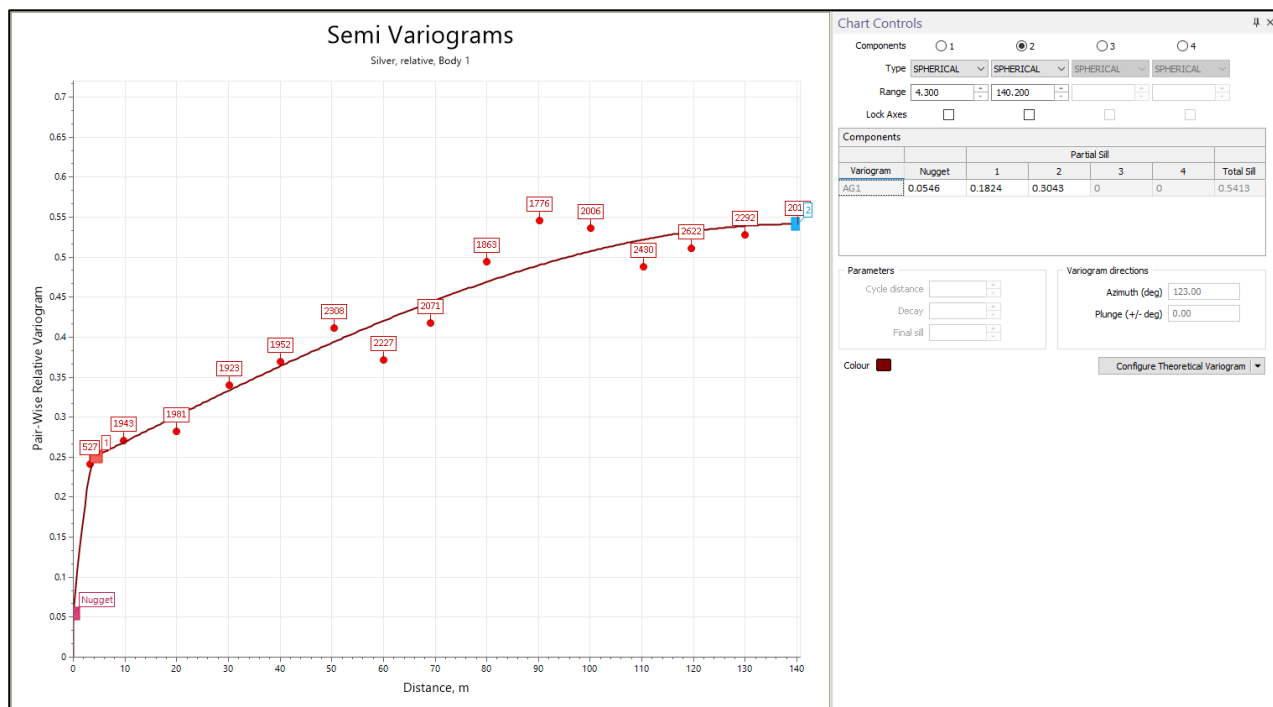 Semi Variograms
Silver, relative, Body 1
Pair-Wise Relative Variogram
0.7
0.65
0.6
0.55
0.5
0.45
0.4
0.35
0.3
0.25
0.2
0.15
0.1
0.05
0
527
1
1943
1981
1923
1952
2308
2227
2071
1863
1776
2006
2430
2622
2292
201
2
Nugget
0 10 20 30 40 50 60 70 80 90 100 110 120 130 140
Distance, m
Chart Controls
Components 1 2 3 4
Type SPHERICAL SPHERICAL SPHERICAL SPHERICAL
Range 4.300 140.200
Lock Axes
Components
Partial Sill
Variogram Nugget 1 2 3 4 Total Sill
AG1 0.0546 0.1824 0.3043 0 0 0.5413
Parameters
Cycle distance
Decay
Final sill
Variogram directions
Azimuth (deg) 123.00
Plunge (+/- deg) 0.00
Colour
Configure Theoretical Variogram